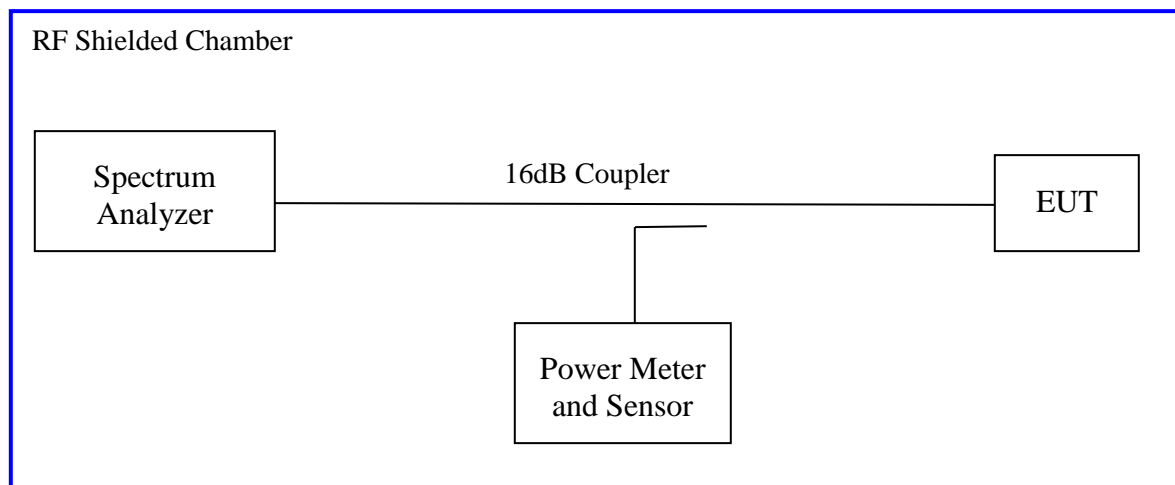 RF Shielded Chamber
Spectrum
Analyzer
16dB Coupler
EUT
Power Meter
and Sensor